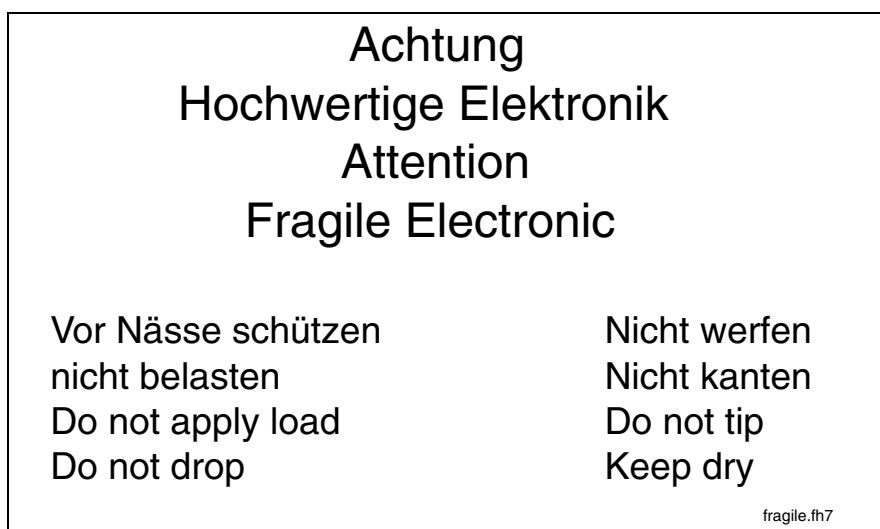 Achtung
Hochwertige Elektronik
Attention
Fragile Electronic
Vor Nässe schützen
nicht belasten
Do not apply load
Do not drop
Nicht werfen
Nicht kanten
Do not tip
Keep dry
fragile.fh7